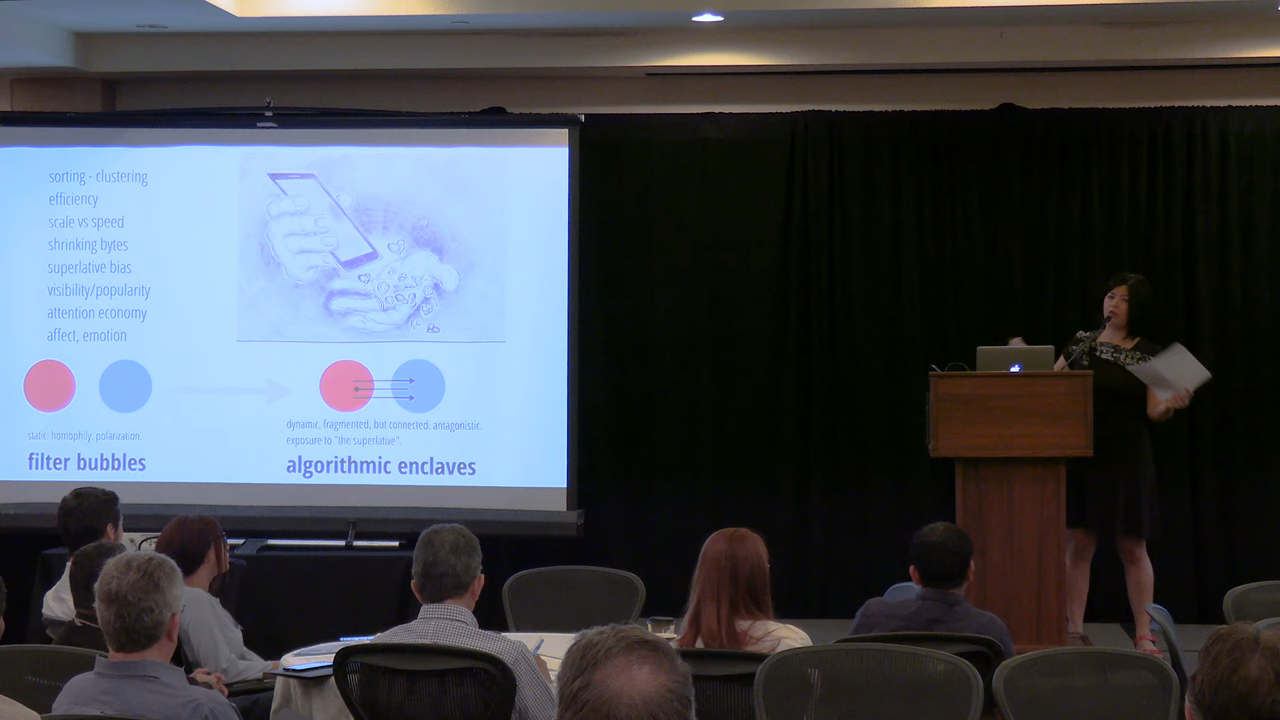 sorting - clustering
efficiency
scale vs speed
shrinking bytes
superlative bias
visibility/popularity
attention economy
affect, emotion
static. homophily. polarization.
filter bubbles
dynamic. fragmented, but connected. antagonistic.
exposure to "the superlative".
algorithmic enclaves